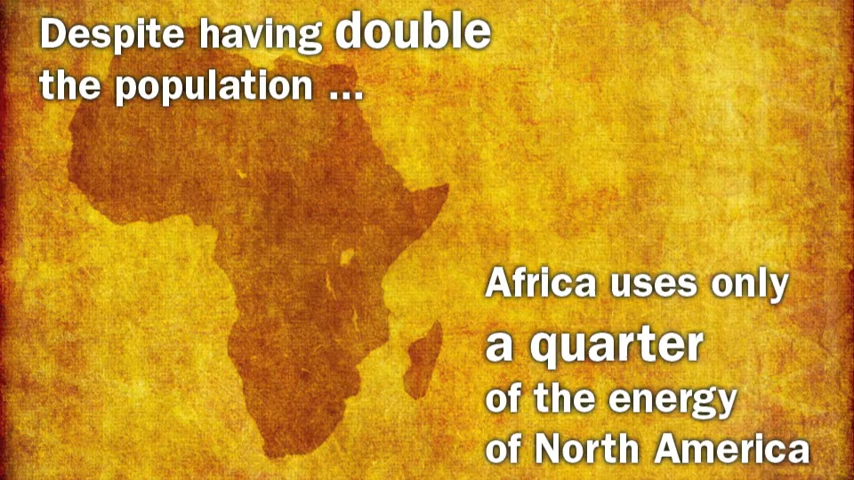 Despite having double
the population ...
Africa uses only
a quarter
of the energy
of North America